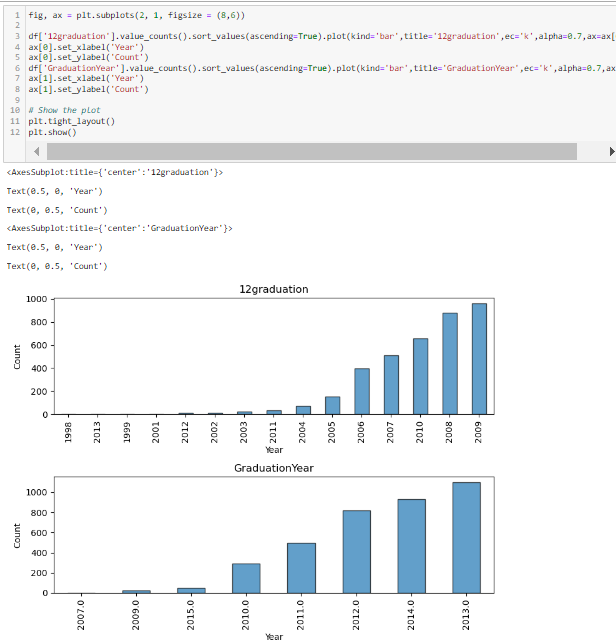 1 fig, ax = plt.subplots(2, 1, figsize = (8,6))
2
3 df['12graduation'].value_counts().sort_values(ascending=True).plot(kind='bar',title='12graduation',ec='k',alpha=0.7,ax=ax[
4 ax[0].set_xlabel('Year')
5 ax[0].set_ylabel('Count')
6 df['GraduationYear'].value_counts().sort_values(ascending=True).plot(kind='bar',title='GraduationYear',ec='k',alpha=0.7,ax
7 ax[1].set_xlabel('Year')
8 ax[1].set_ylabel('Count')
9
10 # Show the plot
11 plt.tight_layout()
12 plt.show()
<AxesSubplot:title={'center':'12graduation'}>
Text(0.5, 0, 'Year')
Text(0, 0.5, 'Count')
<AxesSubplot:title={'center':'GraduationYear'}>
Text(0.5, 0, 'Year')
Text(0, 0.5, 'Count')
12graduation
1000
800
600
400
200
0
Count
1998 2013 1999 2001 2012 2002 2003 2011 2004 2005 2006 2007 2010 2008 2009
Year
GraduationYear
1000
800
600
400
200
0
Count
2007.0 2009.0 2015.0 2010.0 2011.0 2012.0 2014.0 2013.0
Year